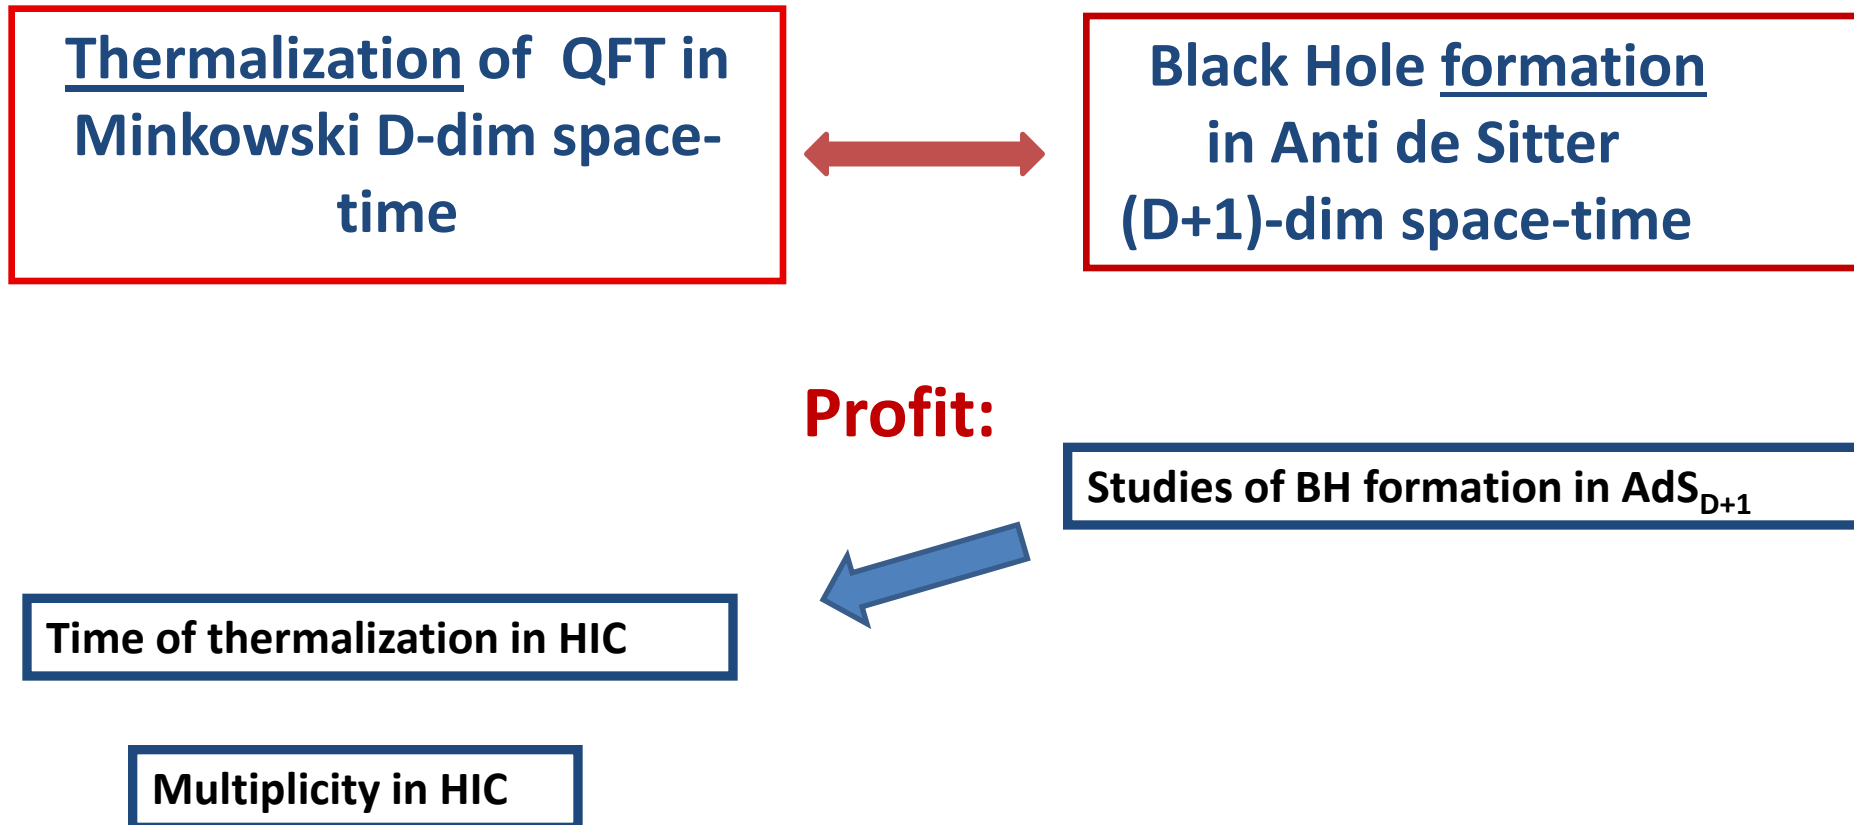 Thermalization of QFT in
Minkowski D-dim space-
time
Black Hole formation
in Anti de Sitter
(D+1)-dim space-time
Profit:
Studies of BH formation in AdS_{D+1}
Time of thermalization in HIC
Multiplicity in HIC